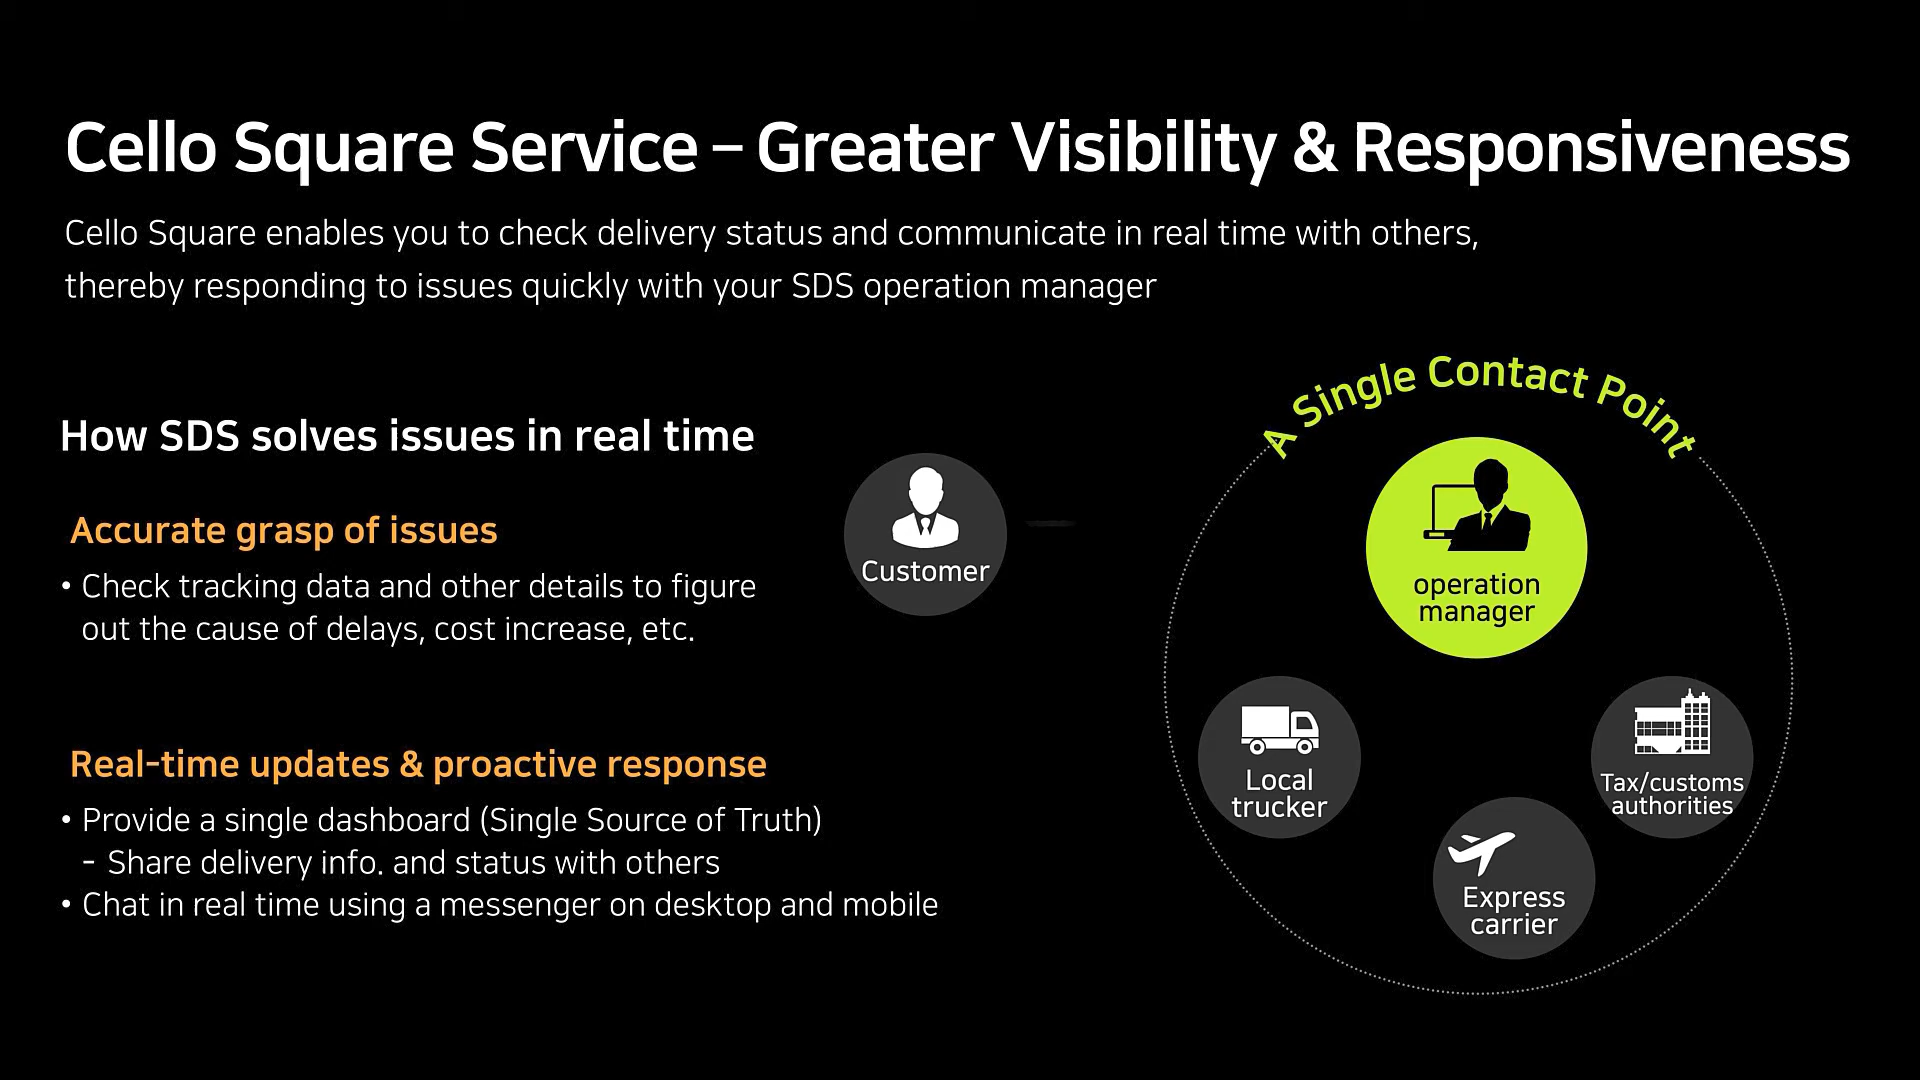 Cello Square Service – Greater Visibility & Responsiveness
Cello Square enables you to check delivery status and communicate in real time with others,
thereby responding to issues quickly with your SDS operation manager
How SDS solves issues in real time
Accurate grasp of issues
• Check tracking data and other details to figure
out the cause of delays, cost increase, etc.
Real-time updates & proactive response
• Provide a single dashboard (Single Source of Truth)
- Share delivery info. and status with others
• Chat in real time using a messenger on desktop and mobile
Customer
A Single Contact Point
operation
manager
Local
trucker
Tax/customs
authorities
Express
carrier